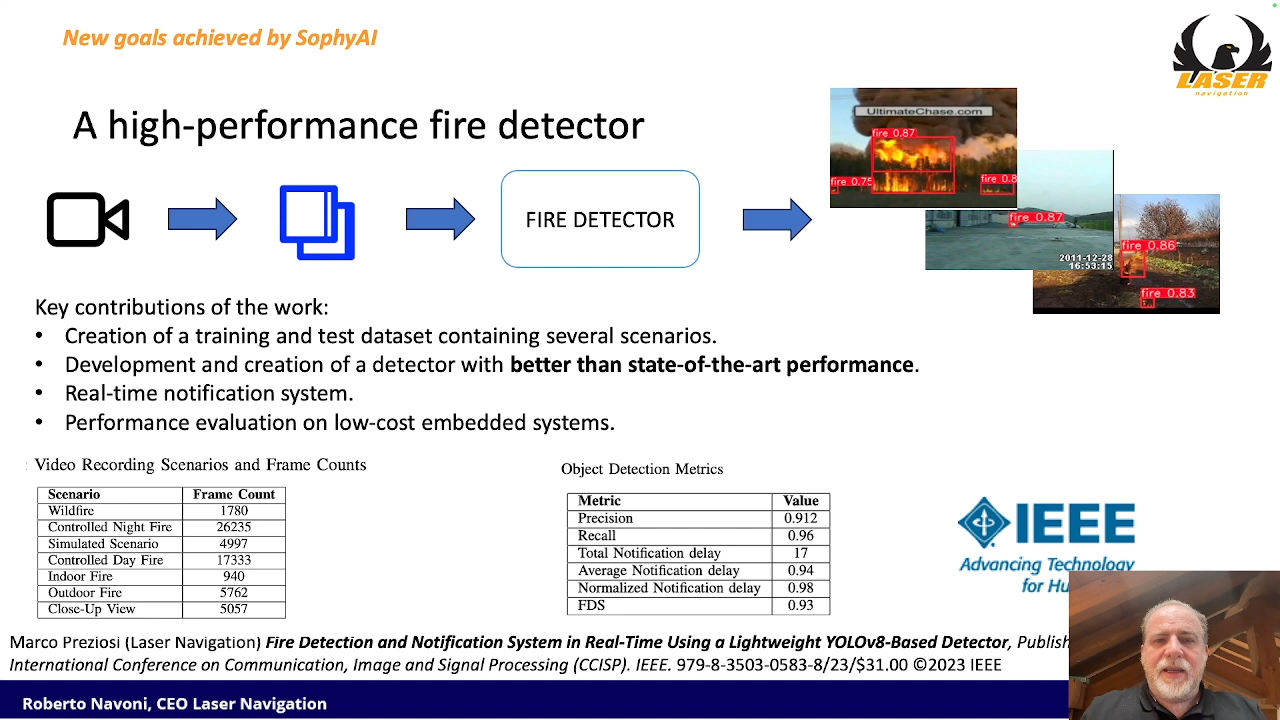 New goals achieved by SophyAI
LASER
navigation
A high-performance fire detector
FIRE DETECTOR
UltimateChase.com
fire 0.87
fire 0.75
fire 0.8
fire 0.87
2011-12-28
16:53:15
fire 0.86
fire 0.83
Key contributions of the work:
• Creation of a training and test dataset containing several scenarios.
• Development and creation of a detector with better than state-of-the-art performance.
• Real-time notification system.
• Performance evaluation on low-cost embedded systems.
Video Recording Scenarios and Frame Counts
Scenario Frame Count
Wildfire 1780
Controlled Night Fire 26235
Simulated Scenario 4997
Controlled Day Fire 17333
Indoor Fire 940
Outdoor Fire 5762
Close-Up View 5057
Object Detection Metrics
Metric Value
Precision 0.912
Recall 0.96
Total Notification delay 17
Average Notification delay 0.94
Normalized Notification delay 0.98
FDS 0.93
IEEE
Advancing Technology
for Hu
Marco Preziosi (Laser Navigation) Fire Detection and Notification System in Real-Time Using a Lightweight YOLOv8-Based Detector, Publish
International Conference on Communication, Image and Signal Processing (CCISP). IEEE. 979-8-3503-0583-8/23/$31.00 ©2023 IEEE
Roberto Navoni, CEO Laser Navigation